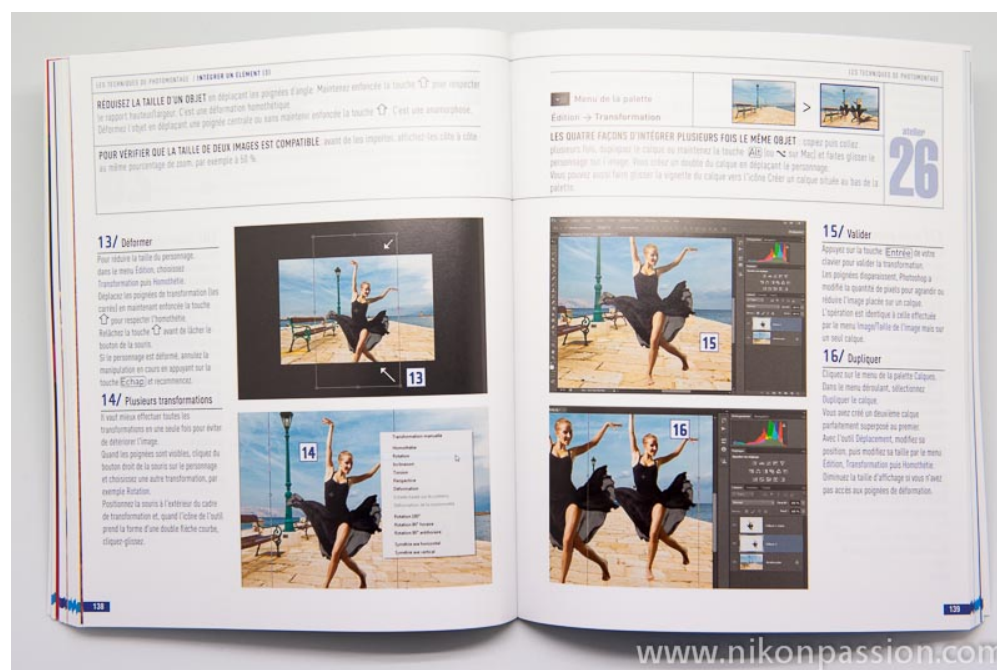 LES TECHNIQUES DE PHOTOMONTAGE / INTÉGRER UN ÉLÉMENT (3)
RÉDUISEZ LA TAILLE D'UN OBJET en déplaçant les poignées d'angle. Maintenez enfoncée la touche ⇧ pour respecter
le rapport hauteur/largeur. C'est une déformation homothétique.
Déformez l'objet en déplaçant une poignée centrale ou sans maintenir enfoncée la touche ⇧. C'est une anamorphose.
POUR VÉRIFIER QUE LA TAILLE DE DEUX IMAGES EST COMPATIBLE, avant de les importer, affichez-les côte à côte
au même pourcentage de zoom, par exemple à 50 %.
13/ Déformer
Pour réduire la taille du personnage,
dans le menu Édition, choisissez
Transformation puis Homothétie.
Déplacez les poignées de transformation (les
carrés) en maintenant enfoncée la touche
⇧ pour respecter l'homothétie.
Relâchez la touche ⇧ avant de lâcher le
bouton de la souris.
Si le personnage est déformé, annulez la
manipulation en cours en appuyant sur la
touche Echap et recommencez.
14/ Plusieurs transformations
Il vaut mieux effectuer toutes les
transformations en une seule fois pour éviter
de détériorer l'image.
Quand les poignées sont visibles, cliquez du
bouton droit de la souris sur le personnage
et choisissez une autre transformation, par
exemple Rotation.
Positionnez la souris à l'extérieur du cadre
de transformation et, quand l'icône de l'outil
prend la forme d'une double flèche courbe,
cliquez-glissez.
13
14
Transformation manuelle
Homothétie
Rotation
Inclinaison
Torsion
Perspective
Déformation
Rotation 180°
Rotation 90° horaire
Rotation 90° antihoraire
Symétrie axe horizontal
Symétrie axe vertical
138
LES TECHNIQUES DE PHOTOMONTAGE
Menu de la palette
Édition → Transformation
>
atelier
26
LES QUATRE FAÇONS D'INTÉGRER PLUSIEURS FOIS LE MÊME OBJET : copiez puis collez
plusieurs fois, dupliquez le calque ou maintenez la touche Alt (ou ⌥ sur Mac) et faites glisser le
personnage sur l'image. Vous créez un double du calque en déplaçant le personnage.
Vous pouvez aussi faire glisser la vignette du calque vers l'icône Créer un calque située au bas de la
palette.
15
16
15/ Valider
Appuyez sur la touche Entrée de votre
clavier pour valider la transformation.
Les poignées disparaissent, Photoshop a
modifié la quantité de pixels pour agrandir ou
réduire l'image placée sur un calque.
L'opération est identique à celle effectuée
par le menu Image/Taille de l'image mais sur
un seul calque.
16/ Dupliquer
Cliquez sur le menu de la palette Calques.
Dans le menu déroulant, sélectionnez
Dupliquer le calque.
Vous avez créé un deuxième calque
parfaitement superposé au premier.
Avec l'outil Déplacement, modifiez sa
position, puis modifiez sa taille par le menu
Édition, Transformation puis Homothétie.
Diminuez la taille d'affichage si vous n'avez
pas accès aux poignées de déformation.
139
www.nikonpassion.com